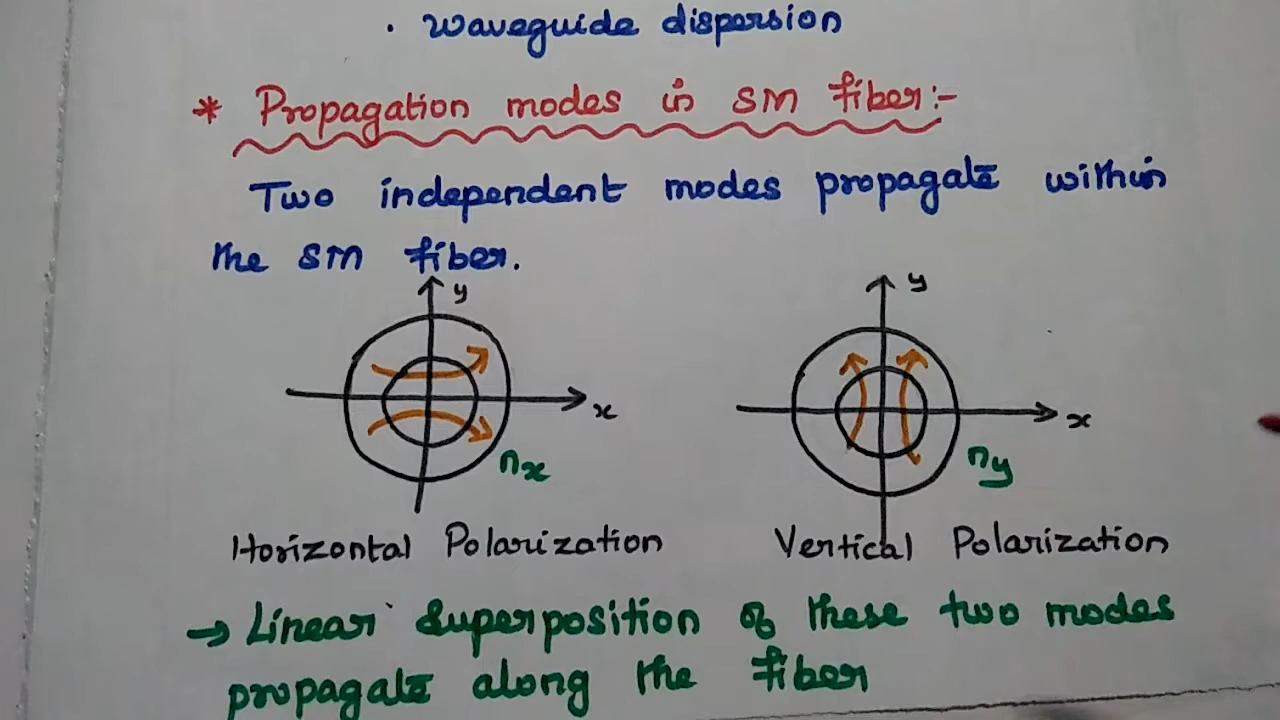 • Waveguide dispersion
* Propagation modes in SM fiber:-
Two independent modes propagate within
the SM fiber.
y
y
x
x
nx
ny
Horizontal Polarization
Vertical Polarization
→ Linear Superposition of these two modes
propagate along the fiber